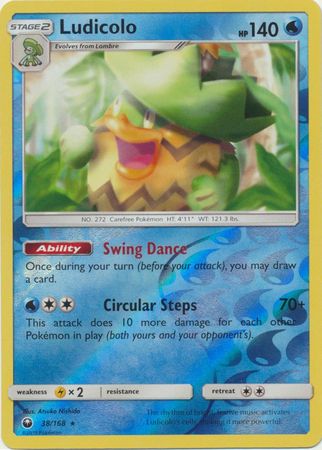 STAGE2
Ludicolo
HP 140
Evolves from Lombre
NO. 272 Carefree Pokémon HT: 4'11" WT: 121.3 lbs.
Ability Swing Dance
Once during your turn (before your attack), you may draw
a card.
Circular Steps 70+
This attack does 10 more damage for each other
Pokémon in play (both yours and your opponent's).
weakness ×2 resistance retreat
Illus. Atsuko Nishido
38/168 ★
The rhythm of bright, festive music activates
Ludicolo's cells, making it more powerful.